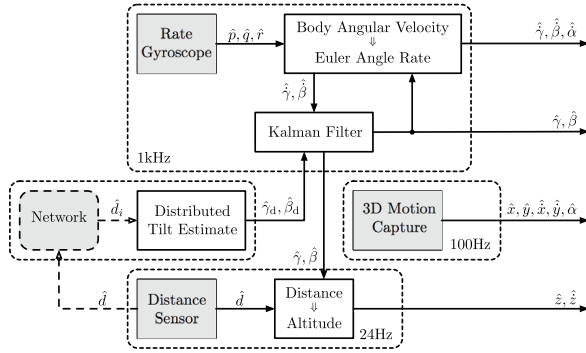 Rate
Gyroscope
p̂, q̂, r̂
Body Angular Velocity
⇓
Euler Angle Rate
γ̇̂, β̇̂, α̇̂
γ̇̂, β̇̂
Kalman Filter
γ̂, β̂
1kHz
Network
d̂ᵢ
Distributed
Tilt Estimate
γ̂_d, β̂_d
3D Motion
Capture
x̂, ŷ, ẋ̂, ẏ̂, α̂
100Hz
γ̂, β̂
d̂
Distance
Sensor
d̂
Distance
⇓
Altitude
ẑ, ż̂
24Hz